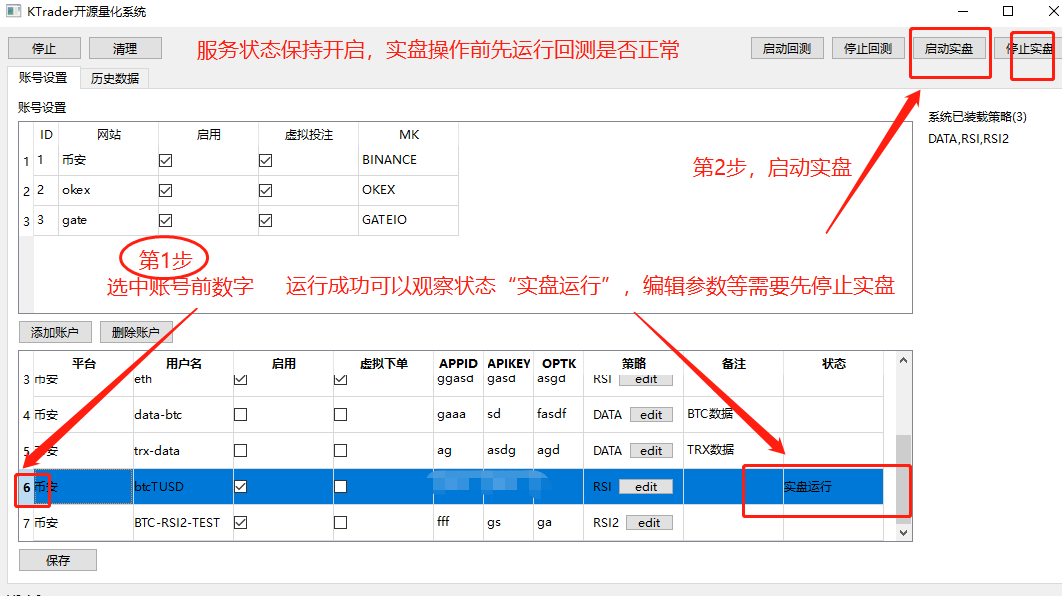 KTrader开源量化系统
停止 清理 服务状态保持开启，实盘操作前先运行回测是否正常 启动回测 停止回测 启动实盘 停止实盘
账号设置 历史数据
账号设置
系统已装载策略(3)
DATA,RSI,RSI2
ID 网站 启用 虚拟投注 MK
1 1 币安 BINANCE
2 2 okex OKEX
3 3 gate GATEIO
第2步，启动实盘
第1步
选中账号前数字 运行成功可以观察状态“实盘运行”，编辑参数等需要先停止实盘
添加账户 删除账户
平台 用户名 启用 虚拟下单 APPID APIKEY OPTK 策略 备注 状态
3 币安 eth ggasd gasd asgd RSI edit
4 币安 data-btc gaaa sd fasdf DATA edit BTC数据
5 币安 trx-data ag asdg agd DATA edit TRX数据
6 币安 btcTUSD RSI edit 实盘运行
7 币安 BTC-RSI2-TEST fff gs ga RSI2 edit
保存